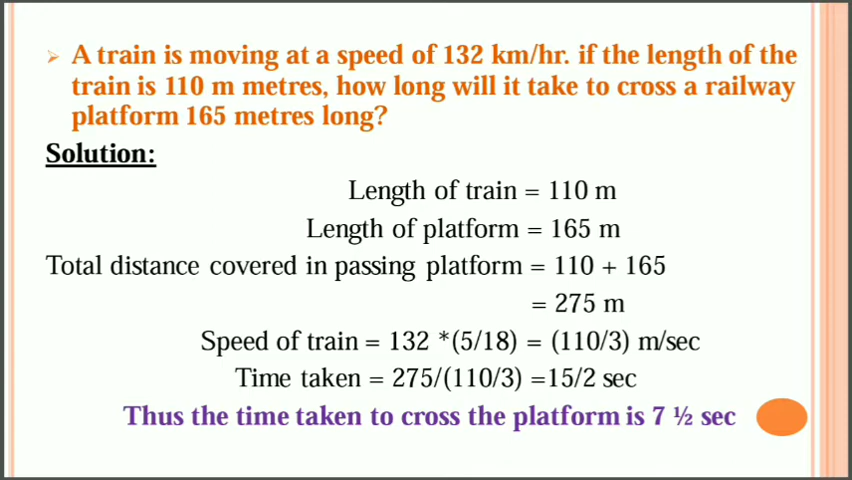 A train is moving at a speed of 132 km/hr. if the length of the
train is 110 m metres, how long will it take to cross a railway
platform 165 metres long?
Solution:
Length of train = 110 m
Length of platform = 165 m
Total distance covered in passing platform = 110 + 165
= 275 m
Speed of train = 132 *(5/18) = (110/3) m/sec
Time taken = 275/(110/3) =15/2 sec
Thus the time taken to cross the platform is 7 ½ sec